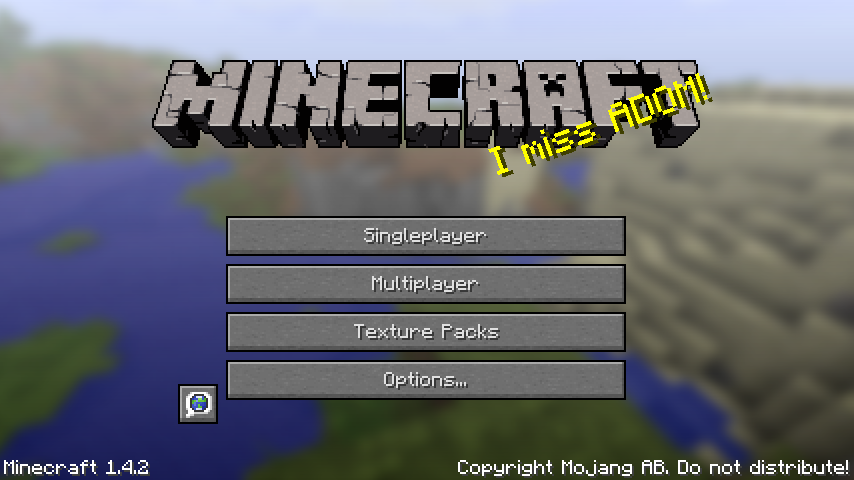 MINECRAFT
I miss ADOM!
Singleplayer
Multiplayer
Texture Packs
Options...
Minecraft 1.4.2
Copyright Mojang AB. Do not distribute!